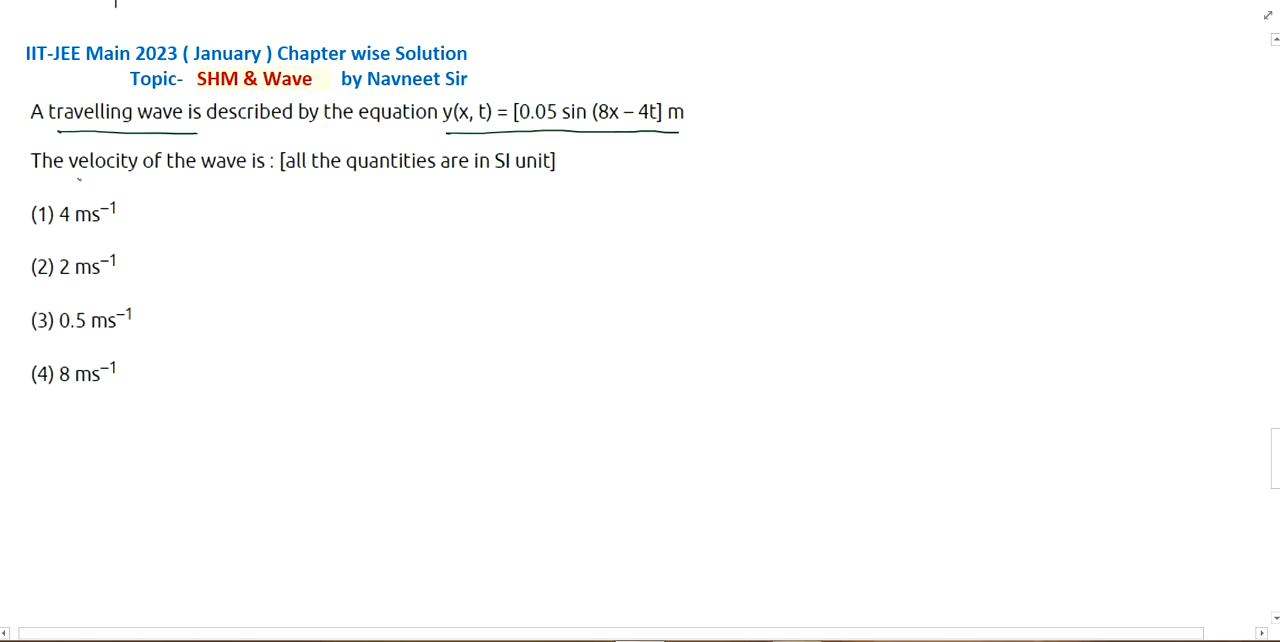 IIT-JEE Main 2023 ( January ) Chapter wise Solution
Topic- SHM & Wave by Navneet Sir
A travelling wave is described by the equation y(x, t) = [0.05 sin (8x – 4t] m
The velocity of the wave is : [all the quantities are in SI unit]
(1) 4 ms⁻¹
(2) 2 ms⁻¹
(3) 0.5 ms⁻¹
(4) 8 ms⁻¹